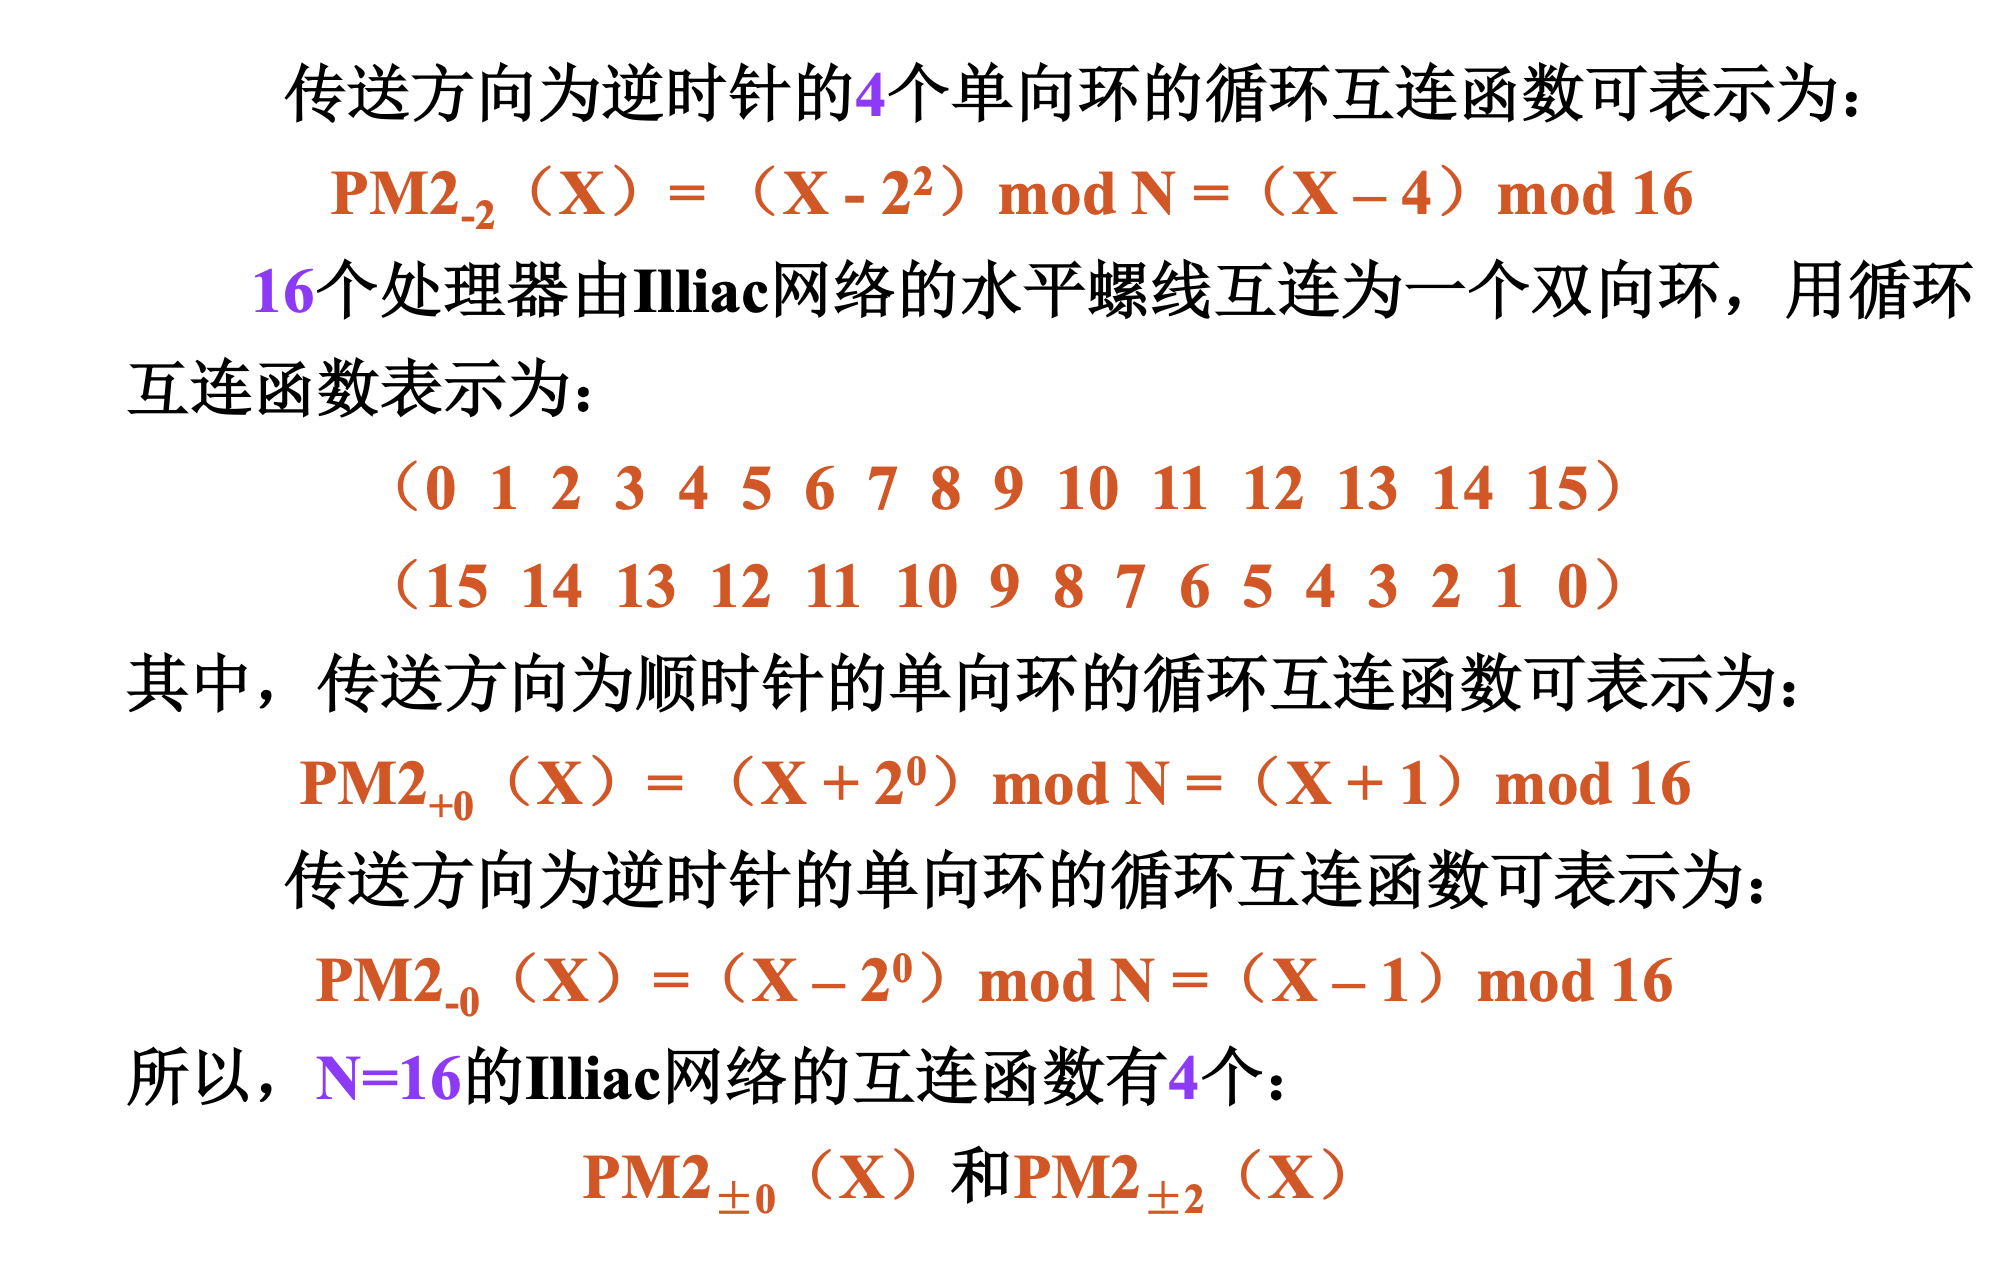 传送方向为逆时针的4个单向环的循环互连函数可表示为：
PM2-2（X）= （X - 2²）mod N =（X – 4）mod 16
16个处理器由Illiac网络的水平螺线互连为一个双向环，用循环
互连函数表示为：
（0 1 2 3 4 5 6 7 8 9 10 11 12 13 14 15）
（15 14 13 12 11 10 9 8 7 6 5 4 3 2 1 0）
其中，传送方向为顺时针的单向环的循环互连函数可表示为：
PM2+0（X）= （X + 2⁰）mod N =（X + 1）mod 16
传送方向为逆时针的单向环的循环互连函数可表示为：
PM2-0（X）=（X – 2⁰）mod N =（X – 1）mod 16
所以，N=16的Illiac网络的互连函数有4个：
PM2±0（X）和PM2±2（X）